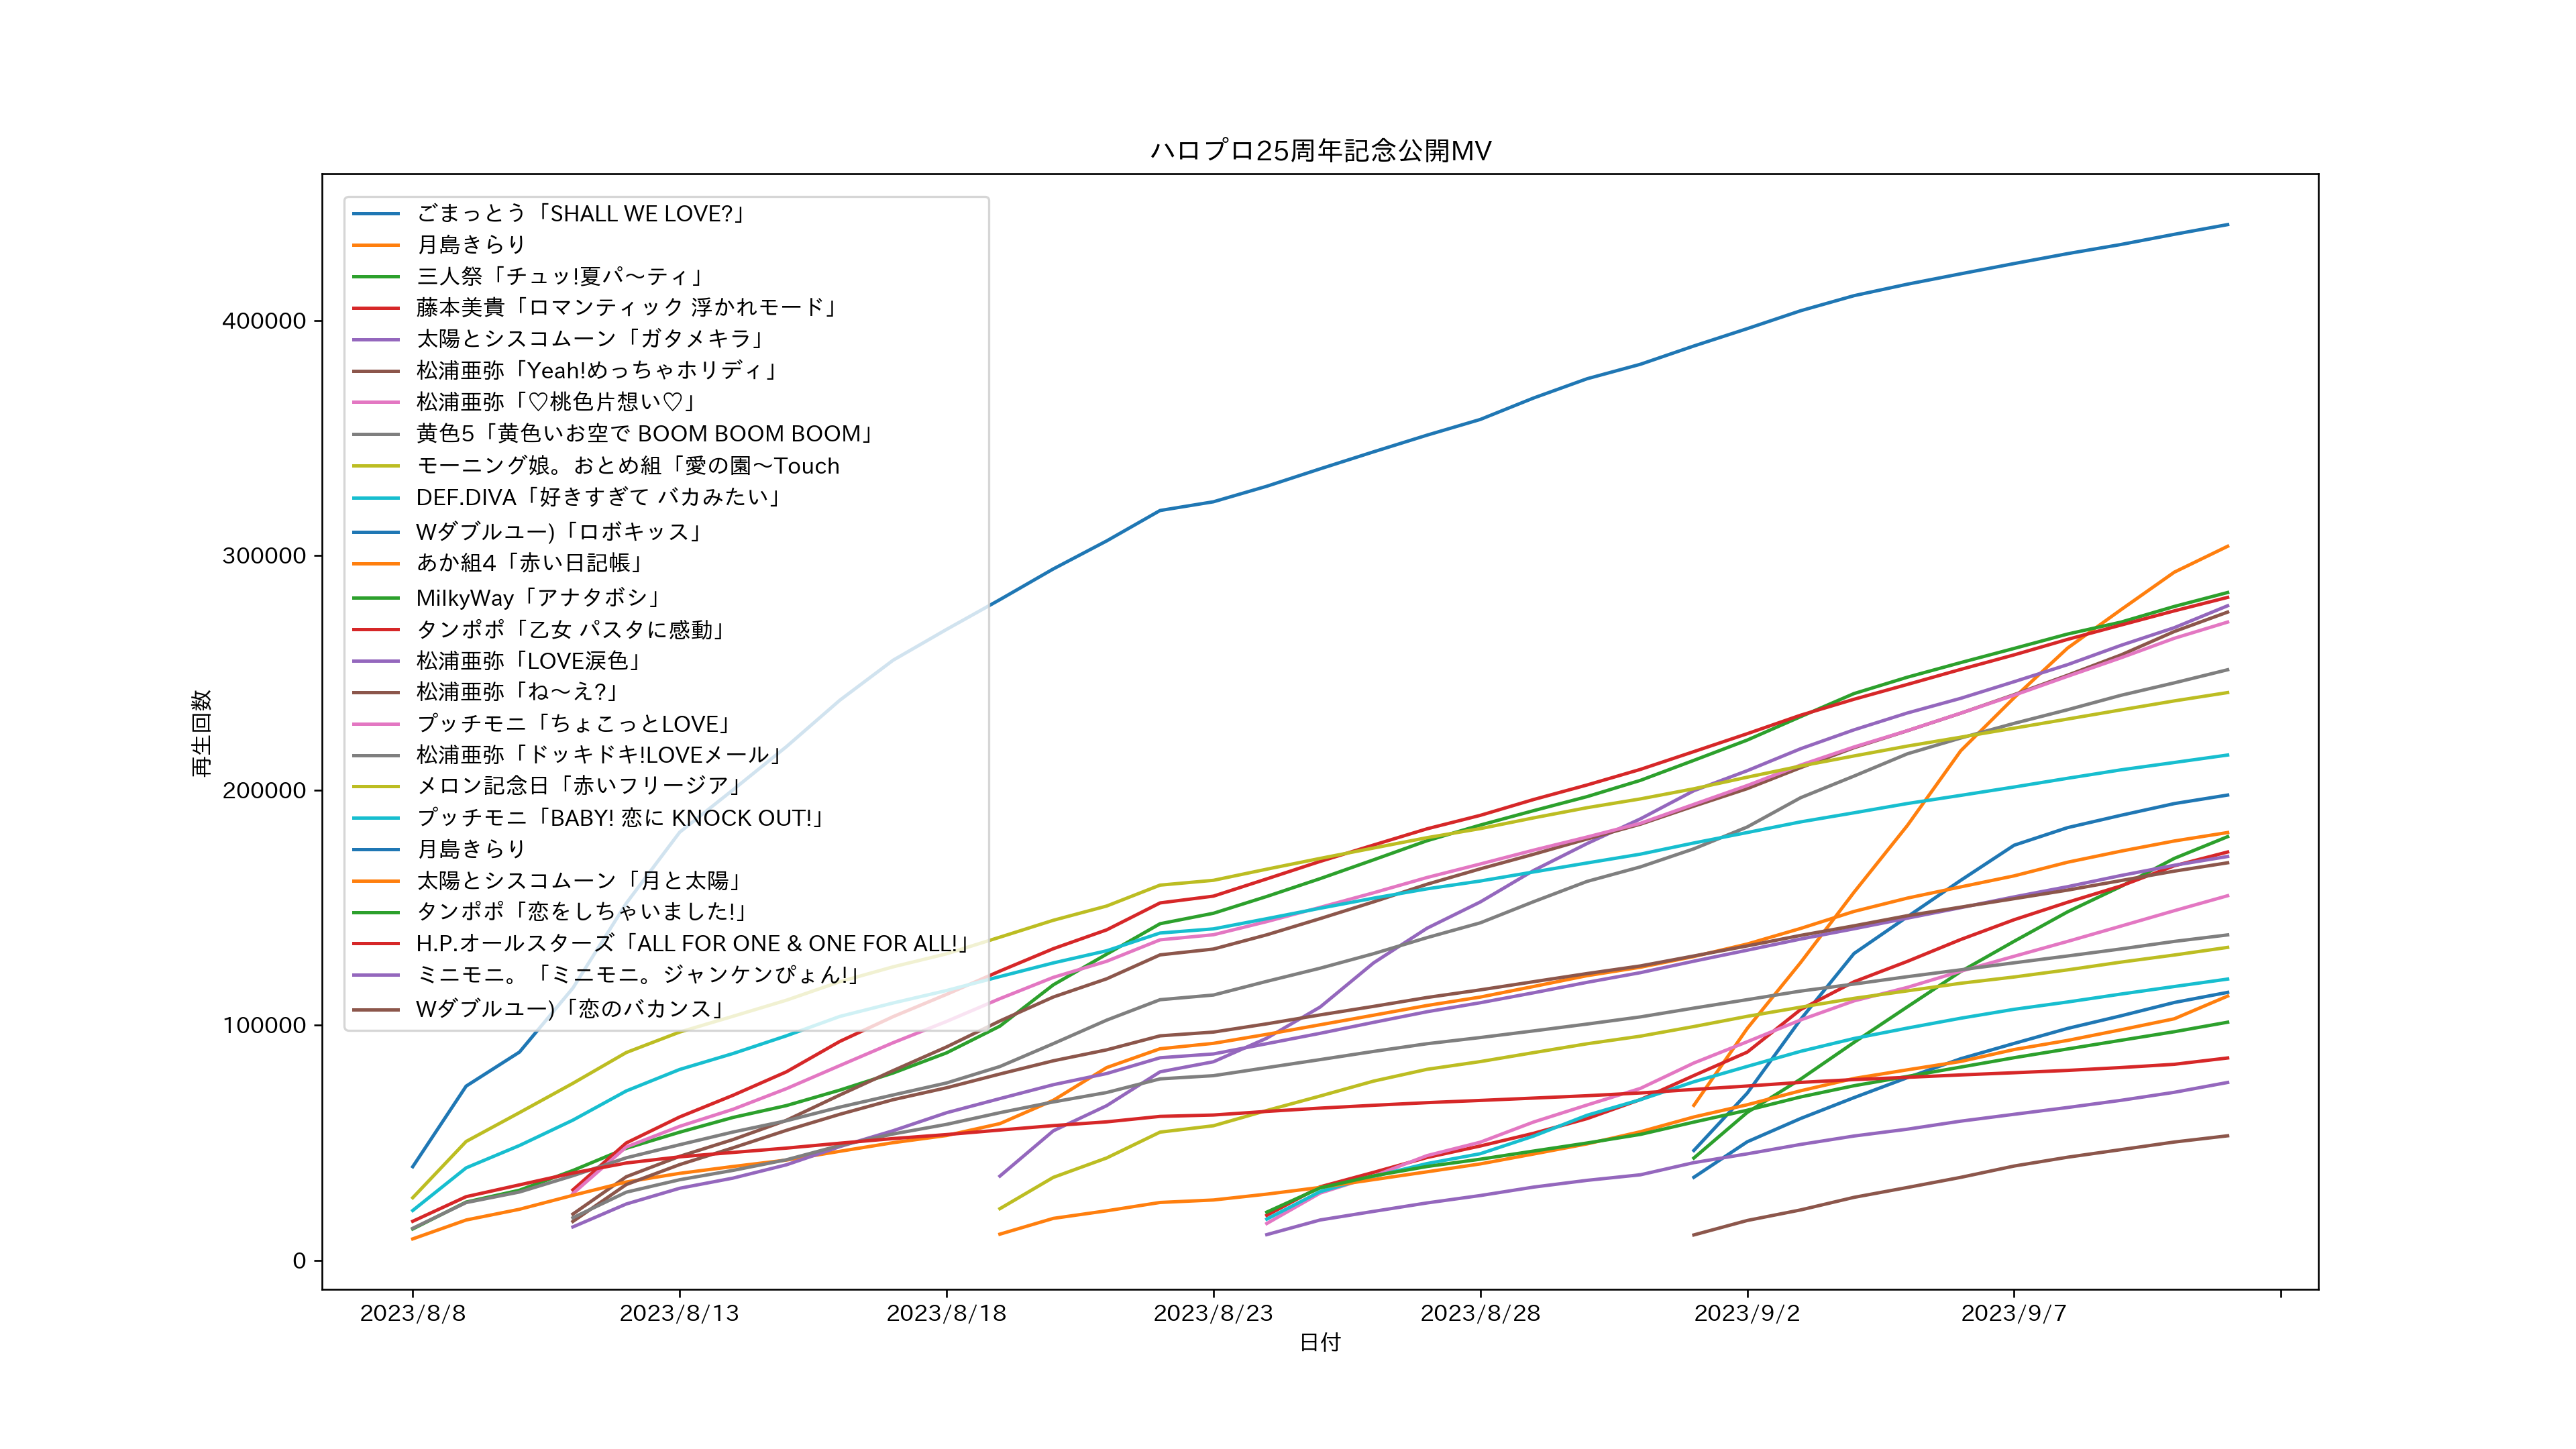 ハロプロ25周年記念公開MV
ごまっとう「SHALL WE LOVE?」
月島きらり
三人祭「チュッ!夏パ〜ティ」
藤本美貴「ロマンティック 浮かれモード」
太陽とシスコムーン「ガタメキラ」
松浦亜弥「Yeah!めっちゃホリディ」
松浦亜弥「♡桃色片想い♡」
黄色5「黄色いお空で BOOM BOOM BOOM」
モーニング娘。おとめ組「愛の園〜Touch
DEF.DIVA「好きすぎて バカみたい」
Wダブルユー)「ロボキッス」
あか組4「赤い日記帳」
MilkyWay「アナタボシ」
タンポポ「乙女 パスタに感動」
松浦亜弥「LOVE涙色」
松浦亜弥「ね〜え?」
プッチモニ「ちょこっとLOVE」
松浦亜弥「ドッキドキ!LOVEメール」
メロン記念日「赤いフリージア」
プッチモニ「BABY! 恋に KNOCK OUT!」
月島きらり
太陽とシスコムーン「月と太陽」
タンポポ「恋をしちゃいました!」
H.P.オールスターズ「ALL FOR ONE & ONE FOR ALL!」
ミニモニ。「ミニモニ。ジャンケンぴょん!」
Wダブルユー)「恋のバカンス」
400000
300000
200000
100000
0
再生回数
2023/8/8
2023/8/13
2023/8/18
2023/8/23
2023/8/28
2023/9/2
2023/9/7
日付